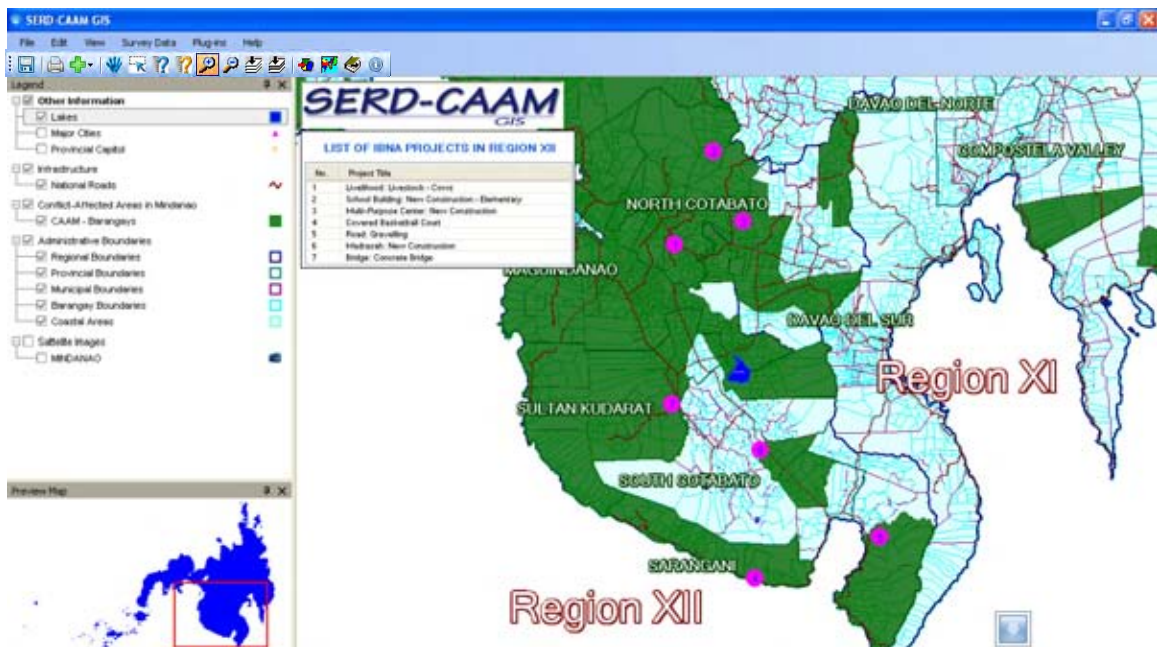 SERD-CAAM GIS
File Edit View Survey Data Plug-ins Help
Legend
Other Information
Lakes
Major Cities
Provincial Capitol
Infrastructure
National Roads
Conflict-Affected Areas in Mindanao
CAAM - Barangays
Administrative Boundaries
Regional Boundaries
Provincial Boundaries
Municipal Boundaries
Barangay Boundaries
Coastal Areas
Sattelite Images
MINDANAO
Preview Map
SERD-CAAM
GIS
LIST OF IBNA PROJECTS IN REGION XII
No. Project Title
1 Livelihood: Livestock -
2 School Building: New Construction - Elementary
3 Multi-Purpose Center: New Construction
4 Covered Basketball Court
5 Road: Gravelling
6 Madrasah: New Construction
7 Bridge: Concrete Bridge
DAVAO DEL NORTE
COMPOSTELA VALLEY
NORTH COTABATO
MAGUINDANAO
DAVAO DEL SUR
Region XI
SULTAN KUDARAT
SOUTH COTABATO
SARANGANI
Region XII